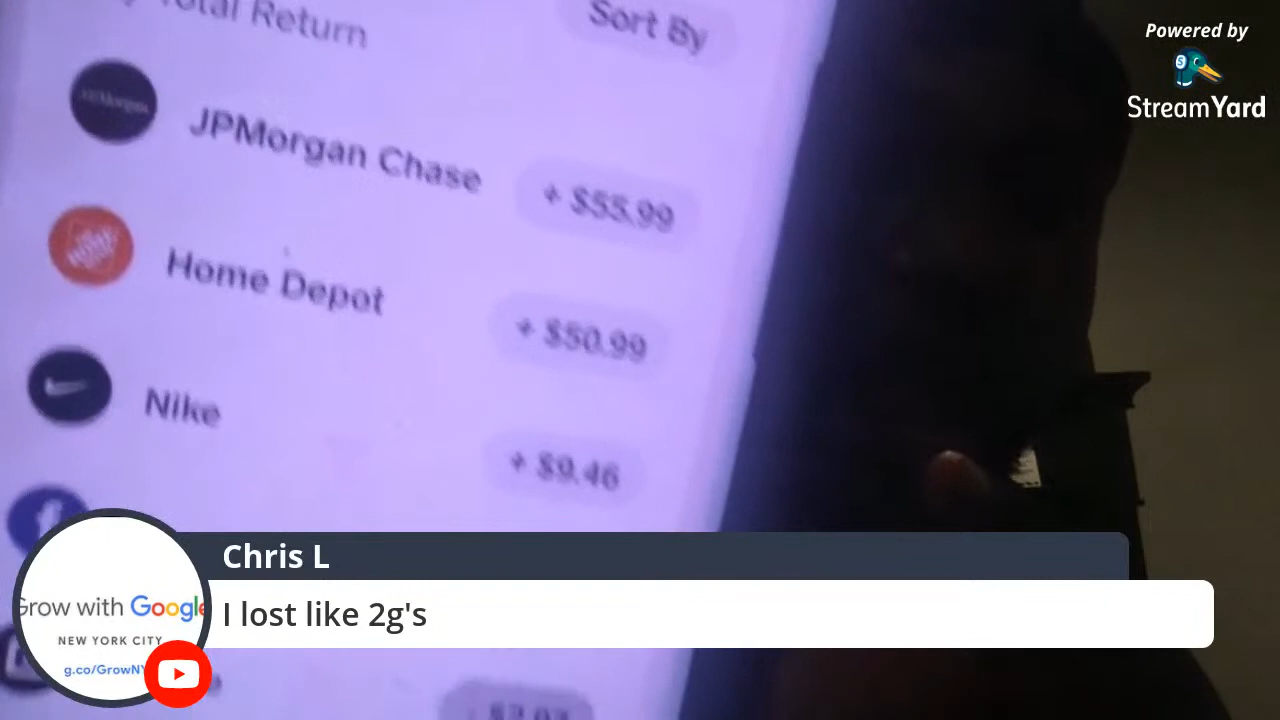 Total Return
Sort By
Powered by
StreamYard
JPMorgan Chase
+ $55.99
Home Depot
+ $50.99
Nike
+ $9.46
Chris L
I lost like 2g's
Grow with Google
NEW YORK CITY